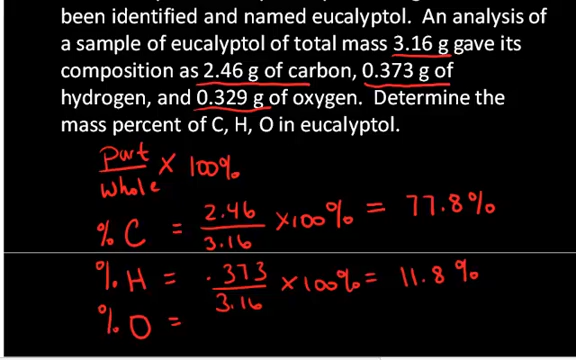 been identified and named eucalyptol. An analysis of
a sample of eucalyptol of total mass 3.16 g gave its
composition as 2.46 g of carbon, 0.373 g of
hydrogen, and 0.329 g of oxygen. Determine the
mass percent of C, H, O in eucalyptol.
part/whole × 100%
% C = 2.46/3.16 × 100% = 77.8%
% H = .373/3.16 × 100% = 11.8%
% O =